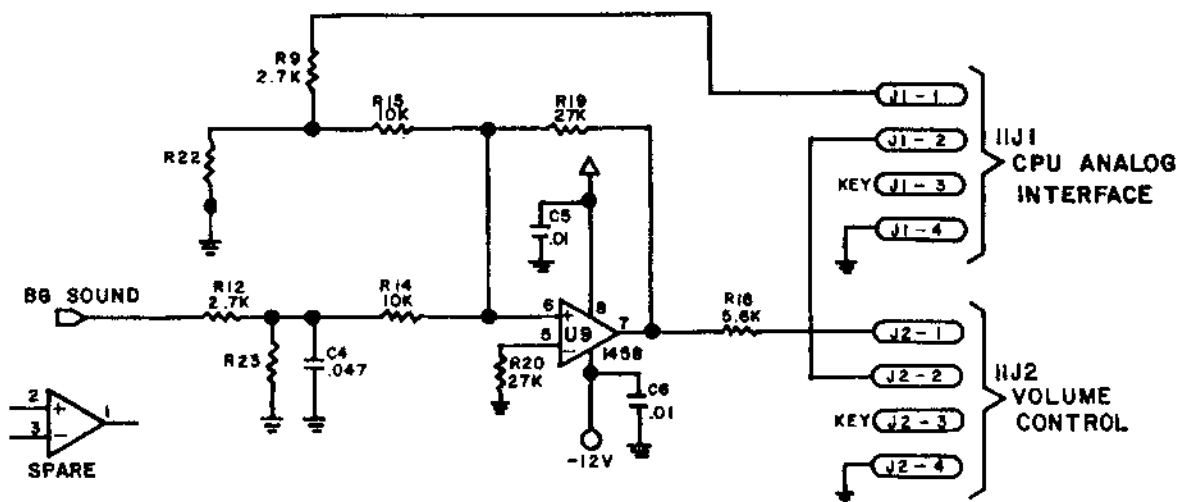 R9
2.7K
R15
10K
R19
27K
J1-1
J1-2
KEY J1-3
J1-4
11J1
CPU ANALOG
INTERFACE
R22
C5
.01
BG SOUND
R12
2.7K
R14
10K
R23
C4
.047
6 +
5 -
8
7
U9
1458
R20
27K
C6
.01
-12V
R18
5.6K
J2-1
J2-2
KEY J2-3
J2-4
11J2
VOLUME
CONTROL
2 +
3 -
1
SPARE